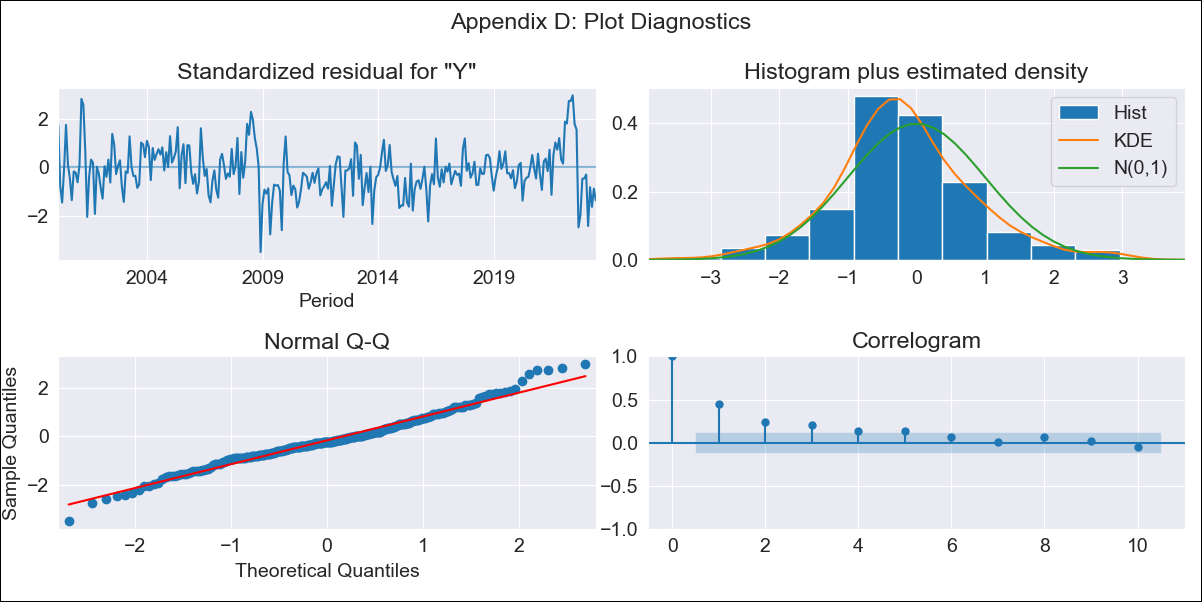 Appendix D: Plot Diagnostics
Standardized residual for "Y"
2
0
−2
2004 2009 2014 2019
Period
Histogram plus estimated density
0.4
0.2
0.0
−3 −2 −1 0 1 2 3
Hist
KDE
N(0,1)
Normal Q-Q
Sample Quantiles
2
0
−2
−2 −1 0 1 2
Theoretical Quantiles
Correlogram
1.0
0.5
0.0
−0.5
−1.0
0 2 4 6 8 10